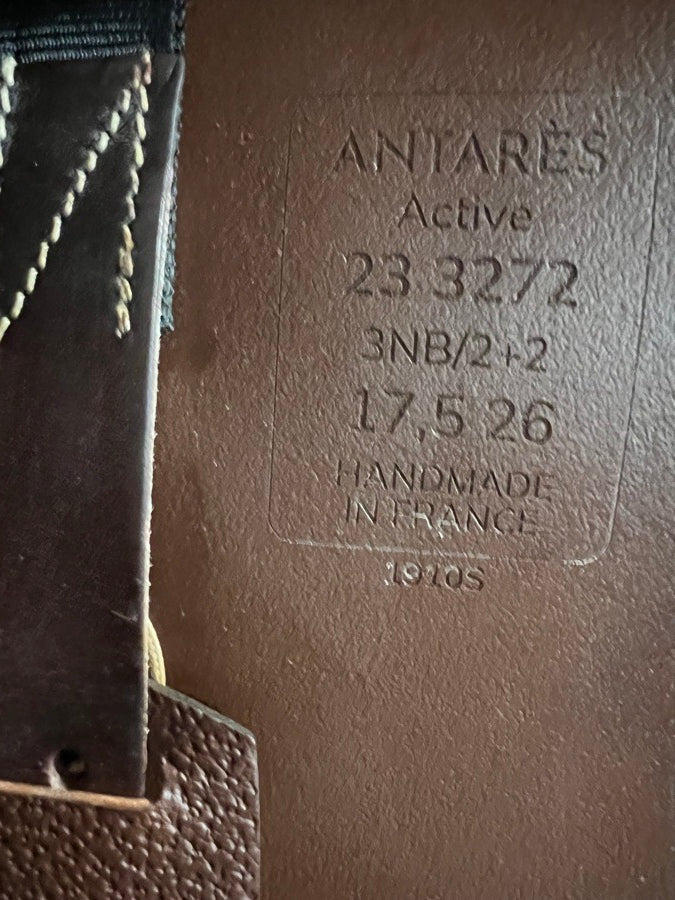 ANTARÈS
Active
23 3272
3NB/2+2
17,5 26
HANDMADE
IN FRANCE
1910S